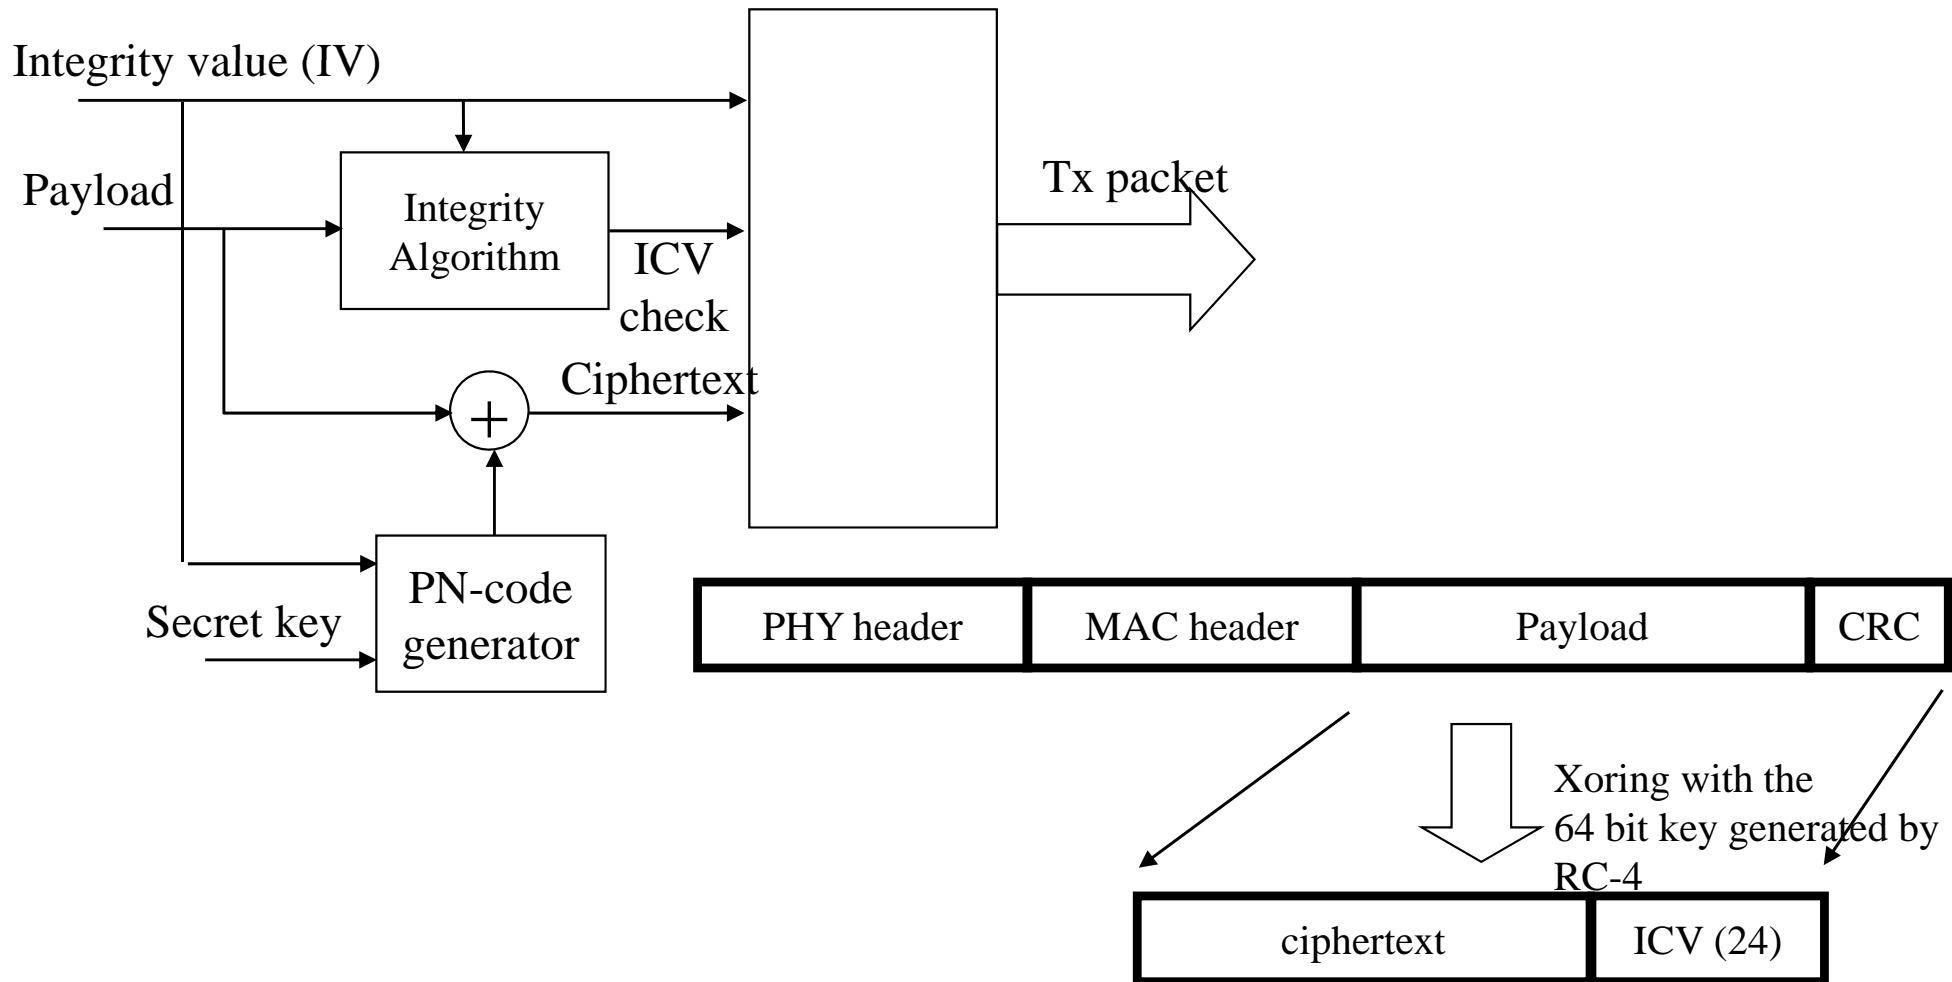 Integrity value (IV)
Payload
Integrity
Algorithm
ICV
check
Tx packet
Ciphertext
+
PN-code
generator
Secret key
PHY header
MAC header
Payload
CRC
Xoring with the
64 bit key generated by
RC-4
ciphertext
ICV (24)